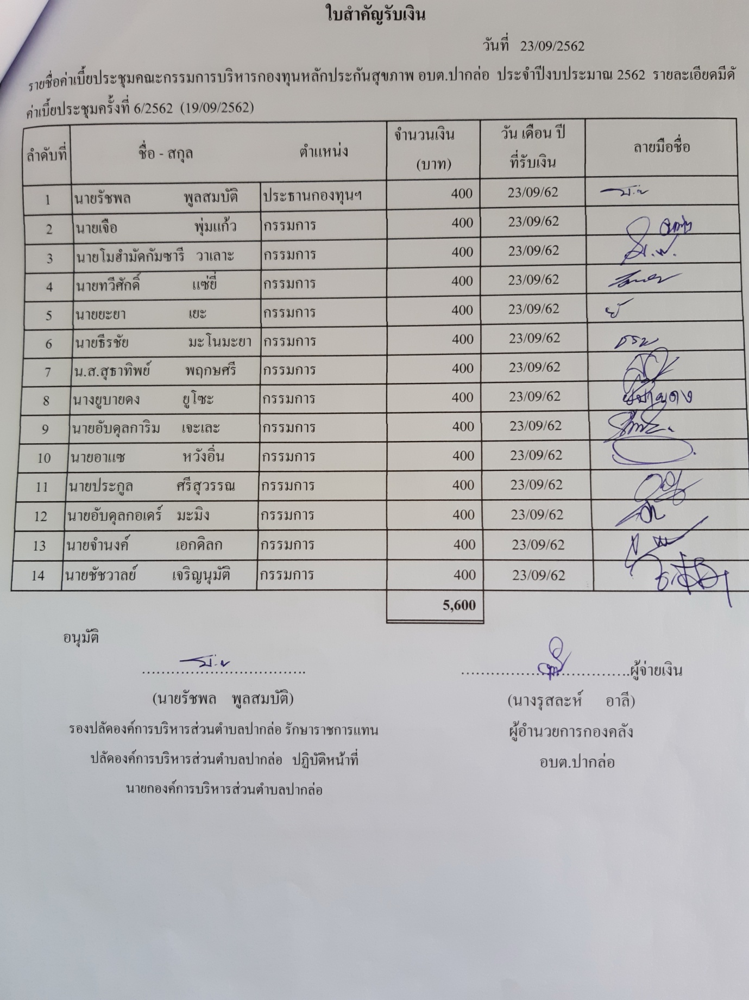 ใบสำคัญรับเงิน
วันที่ 23/09/2562
รายชื่อค่าเบี้ยประชุมคณะกรรมการบริหารกองทุนหลักประกันสุขภาพ อบต.ปากล่อ ประจำปีงบประมาณ 2562 รายละเอียดมีดั
ค่าเบี้ยประชุมครั้งที่ 6/2562 (19/09/2562)
ลำดับที่ ชื่อ - สกุล ตำแหน่ง จำนวนเงิน (บาท) วัน เดือน ปี ที่รับเงิน ลายมือชื่อ
1 นายรัชพล พูลสมบัติ ประธานกองทุนฯ 400 23/09/62
2 นายเจือ พุ่มแก้ว กรรมการ 400 23/09/62
3 นายโมฮำมัดกัมซารี วาเลาะ กรรมการ 400 23/09/62
4 นายทวีศักดิ์ แซ่ยี่ กรรมการ 400 23/09/62
5 นายยะยา เยะ กรรมการ 400 23/09/62
6 นายธีรชัย มะโนมะยา กรรมการ 400 23/09/62
7 น.ส.สุธาทิพย์ พฤกษศรี กรรมการ 400 23/09/62
8 นางยูบายดง ยูโซะ กรรมการ 400 23/09/62
9 นายอับดุลการิม เจะเละ กรรมการ 400 23/09/62
10 นายอาแซ หวังอิ่น กรรมการ 400 23/09/62
11 นายประกูล ศรีสุวรรณ กรรมการ 400 23/09/62
12 นายอับดุลกอเดร์ มะมิง กรรมการ 400 23/09/62
13 นายจำนงค์ เอกดิลก กรรมการ 400 23/09/62
14 นายชัชวาลย์ เจริญนุมัติ กรรมการ 400 23/09/62
5,600
อนุมัติ
ผู้จ่ายเงิน
(นายรัชพล พูลสมบัติ) (นางรุสละห์ อาลี)
รองปลัดองค์การบริหารส่วนตำบลปากล่อ รักษาราชการแทน ผู้อำนวยการกองคลัง
ปลัดองค์การบริหารส่วนตำบลปากล่อ ปฏิบัติหน้าที่ อบต.ปากล่อ
นายกองค์การบริหารส่วนตำบลปากล่อ